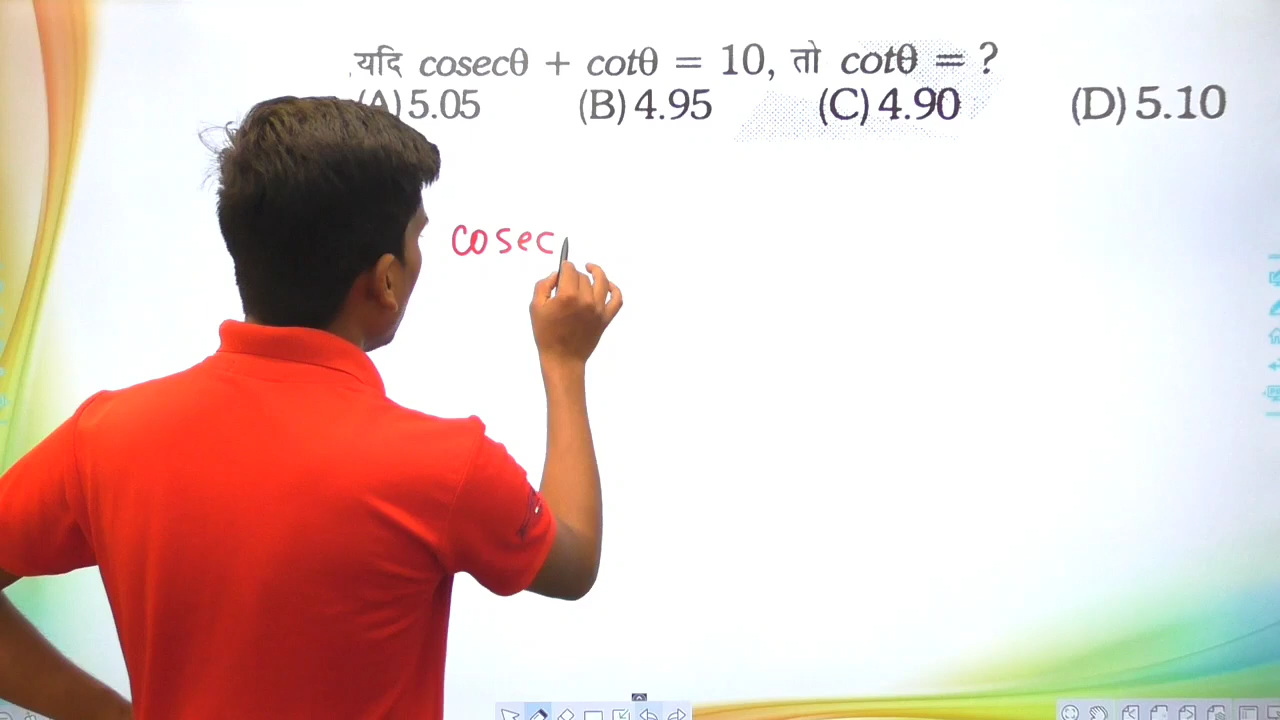 यदि cosecθ + cotθ = 10, तो cotθ = ?
(A) 5.05 (B) 4.95 (C) 4.90 (D) 5.10
cosec